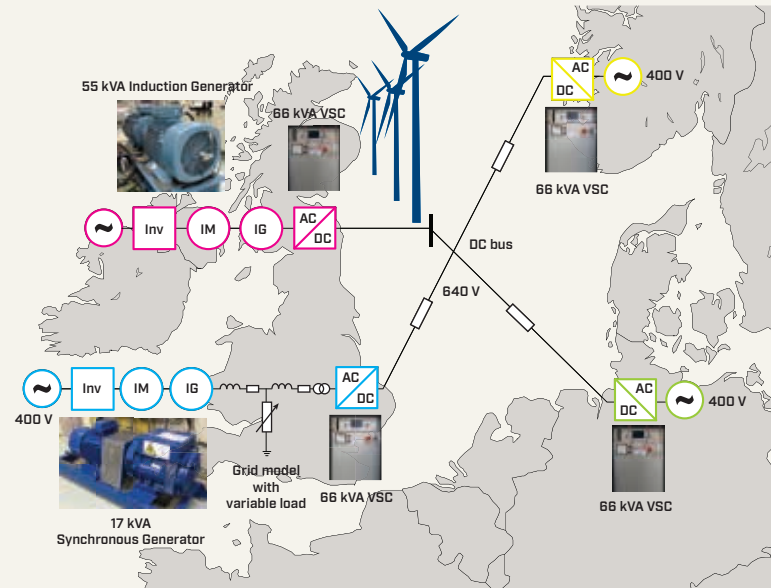 55 kVA Induction Generator
66 kVA VSC
AC
DC
400 V
66 kVA VSC
Inv
IM
IG
AC
DC
DC bus
640 V
Inv
IM
IG
AC
DC
400 V
AC
DC
400 V
Grid model
with
variable load
66 kVA VSC
66 kVA VSC
17 kVA
Synchronous Generator